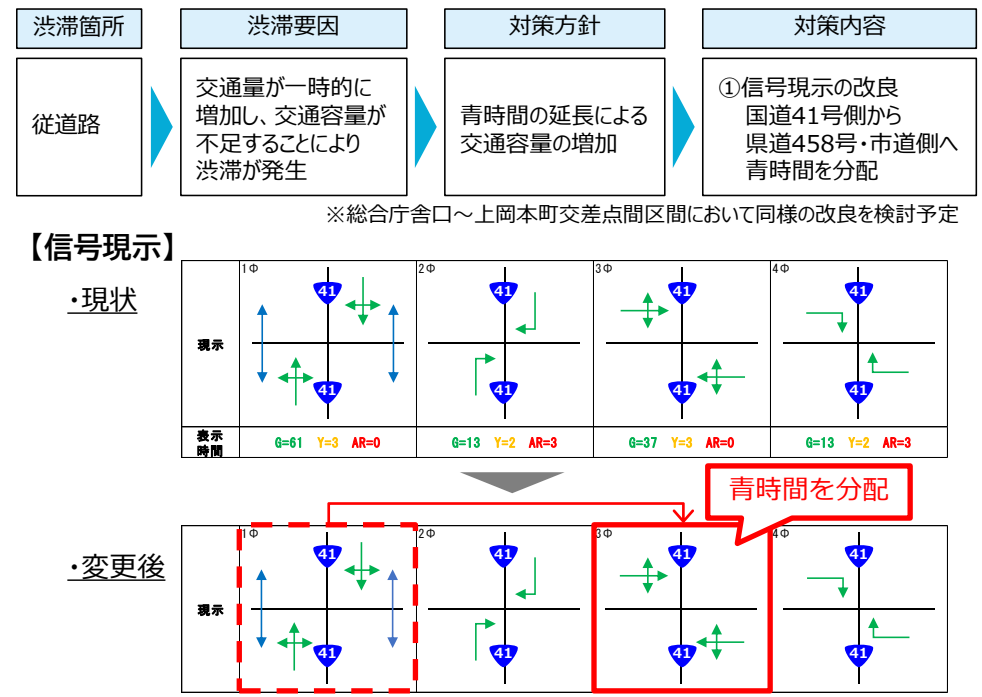 渋滞箇所
渋滞要因
対策方針
対策内容
従道路
交通量が一時的に
増加し、交通容量が
不足することにより
渋滞が発生
青時間の延長による
交通容量の増加
①信号現示の改良
国道41号側から
県道458号・市道側へ
青時間を分配
※総合庁舎口～上岡本町交差点間区間において同様の改良を検討予定
【信号現示】
・現状
現示
1Φ
41
41
2Φ
41
41
3Φ
41
41
4Φ
41
41
表示
時間
G=61 Y=3 AR=0
G=13 Y=2 AR=3
G=37 Y=3 AR=0
G=13 Y=2 AR=3
青時間を分配
・変更後
現示
1Φ
41
41
2Φ
41
41
3Φ
41
41
4Φ
41
41